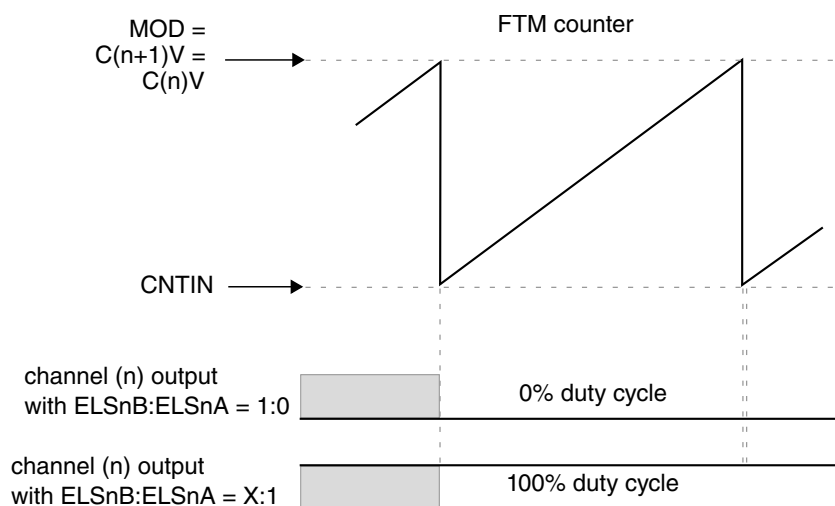 FTM counter
MOD =
C(n+1)V =
C(n)V
CNTIN
channel (n) output
with ELSnB:ELSnA = 1:0
0% duty cycle
channel (n) output
with ELSnB:ELSnA = X:1
100% duty cycle